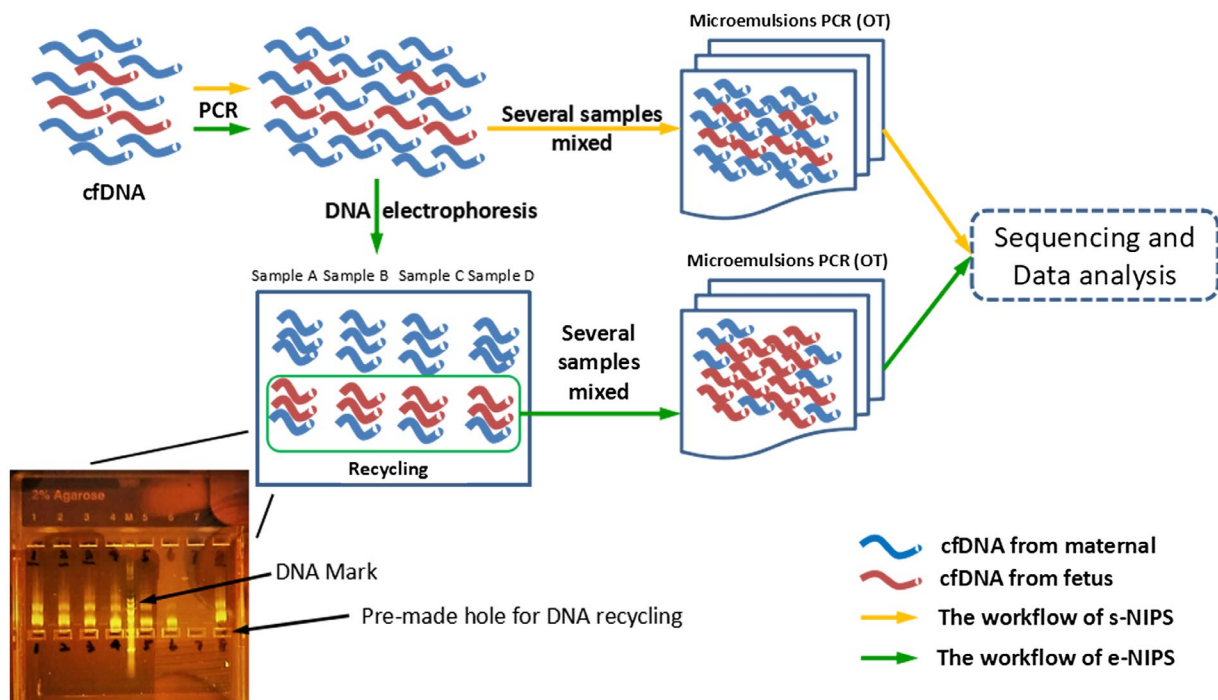 Microemulsions PCR (OT)
PCR
Several samples
mixed
cfDNA
DNA electrophoresis
Sample A Sample B Sample C Sample D
Microemulsions PCR (OT)
Sequencing and
Data analysis
Several
samples
mixed
Recycling
2% Agarose
1 2 3 4 M 5 6 7 8
DNA Mark
Pre-made hole for DNA recycling
cfDNA from maternal
cfDNA from fetus
The workflow of s-NIPS
The workflow of e-NIPS